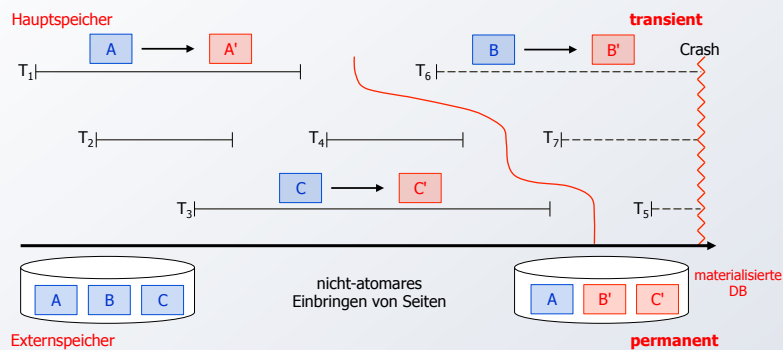 Hauptspeicher
transient
A
A'
B
B'
Crash
T1
T6
T2
T4
T7
C
C'
T3
T5
A
B
C
nicht-atomares
Einbringen von Seiten
A
B'
C'
materialisierte
DB
Externspeicher
permanent